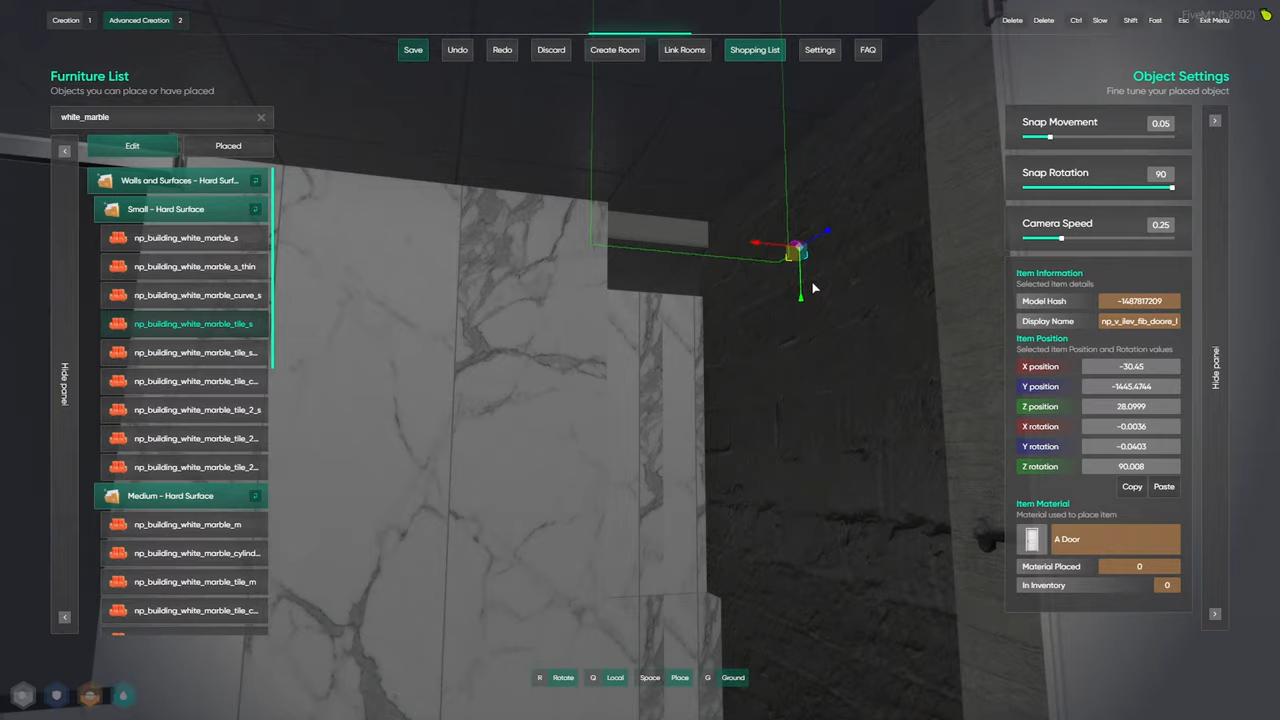 Creation 1 Advanced Creation 2
FiveM* (b2802)
Delete Delete Ctrl Slow Shift Fast Esc Exit Menu
Save Undo Redo Discard Create Room Link Rooms Shopping List Settings FAQ
Furniture List
Objects you can place or have placed
white_marble
Edit Placed
Walls and Surfaces - Hard Surf...
Small - Hard Surface
np_building_white_marble_s
np_building_white_marble_s_thin
np_building_white_marble_curve_s
np_building_white_marble_tile_s
np_building_white_marble_tile_s...
np_building_white_marble_tile_c...
np_building_white_marble_tile_2_s
np_building_white_marble_tile_2...
np_building_white_marble_tile_2...
Medium - Hard Surface
np_building_white_marble_m
np_building_white_marble_cylind...
np_building_white_marble_tile_m
np_building_white_marble_tile_c...
Hide panel
Object Settings
Fine tune your placed object
Snap Movement 0.05
Snap Rotation 90
Camera Speed 0.25
Item Information
Selected item details
Model Hash -1487817209
Display Name np_v_ilev_fib_doore_l
Item Position
Selected item Position and Rotation values
X position -30.45
Y position -1445.4744
Z position 28.0999
X rotation -0.0036
Y rotation -0.0403
Z rotation 90.008
Copy Paste
Item Material
Material used to place item
A Door
Material Placed 0
In Inventory 0
Hide panel
R Rotate Q Local Space Place G Ground